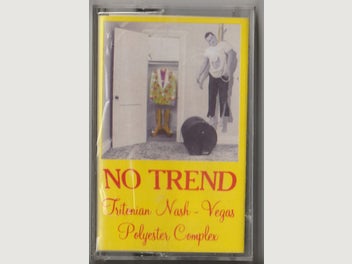 NO TREND
Tritonian Nash - Vegas
Polyester Complex